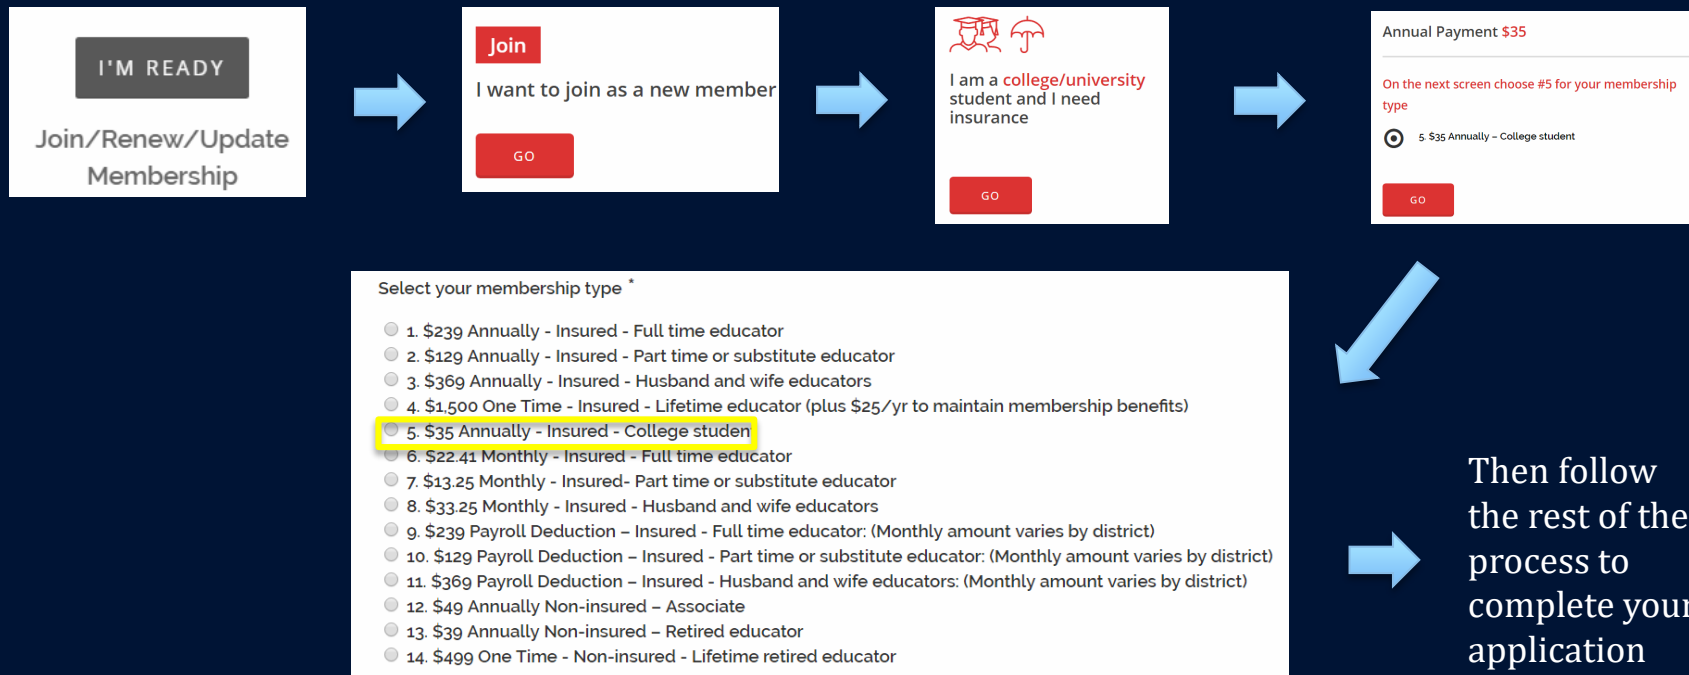 I'M READY
Join/Renew/Update
Membership
Join
I want to join as a new member
GO
I am a college/university
student and I need
insurance
GO
Annual Payment $35
On the next screen choose #5 for your membership
type
5. $35 Annually – College student
GO
Select your membership type *
1. $239 Annually - Insured - Full time educator
2. $129 Annually - Insured - Part time or substitute educator
3. $369 Annually - Insured - Husband and wife educators
4. $1,500 One Time - Insured - Lifetime educator (plus $25/yr to maintain membership benefits)
5. $35 Annually - Insured - College studen
6. $22.41 Monthly - Insured - Full time educator
7. $13.25 Monthly - Insured- Part time or substitute educator
8. $33.25 Monthly - Insured - Husband and wife educators
9. $239 Payroll Deduction – Insured - Full time educator: (Monthly amount varies by district)
10. $129 Payroll Deduction – Insured - Part time or substitute educator: (Monthly amount varies by district)
11. $369 Payroll Deduction – Insured - Husband and wife educators: (Monthly amount varies by district)
12. $49 Annually Non-insured – Associate
13. $39 Annually Non-insured – Retired educator
14. $499 One Time - Non-insured - Lifetime retired educator
Then follow
the rest of the
process to
complete your
application